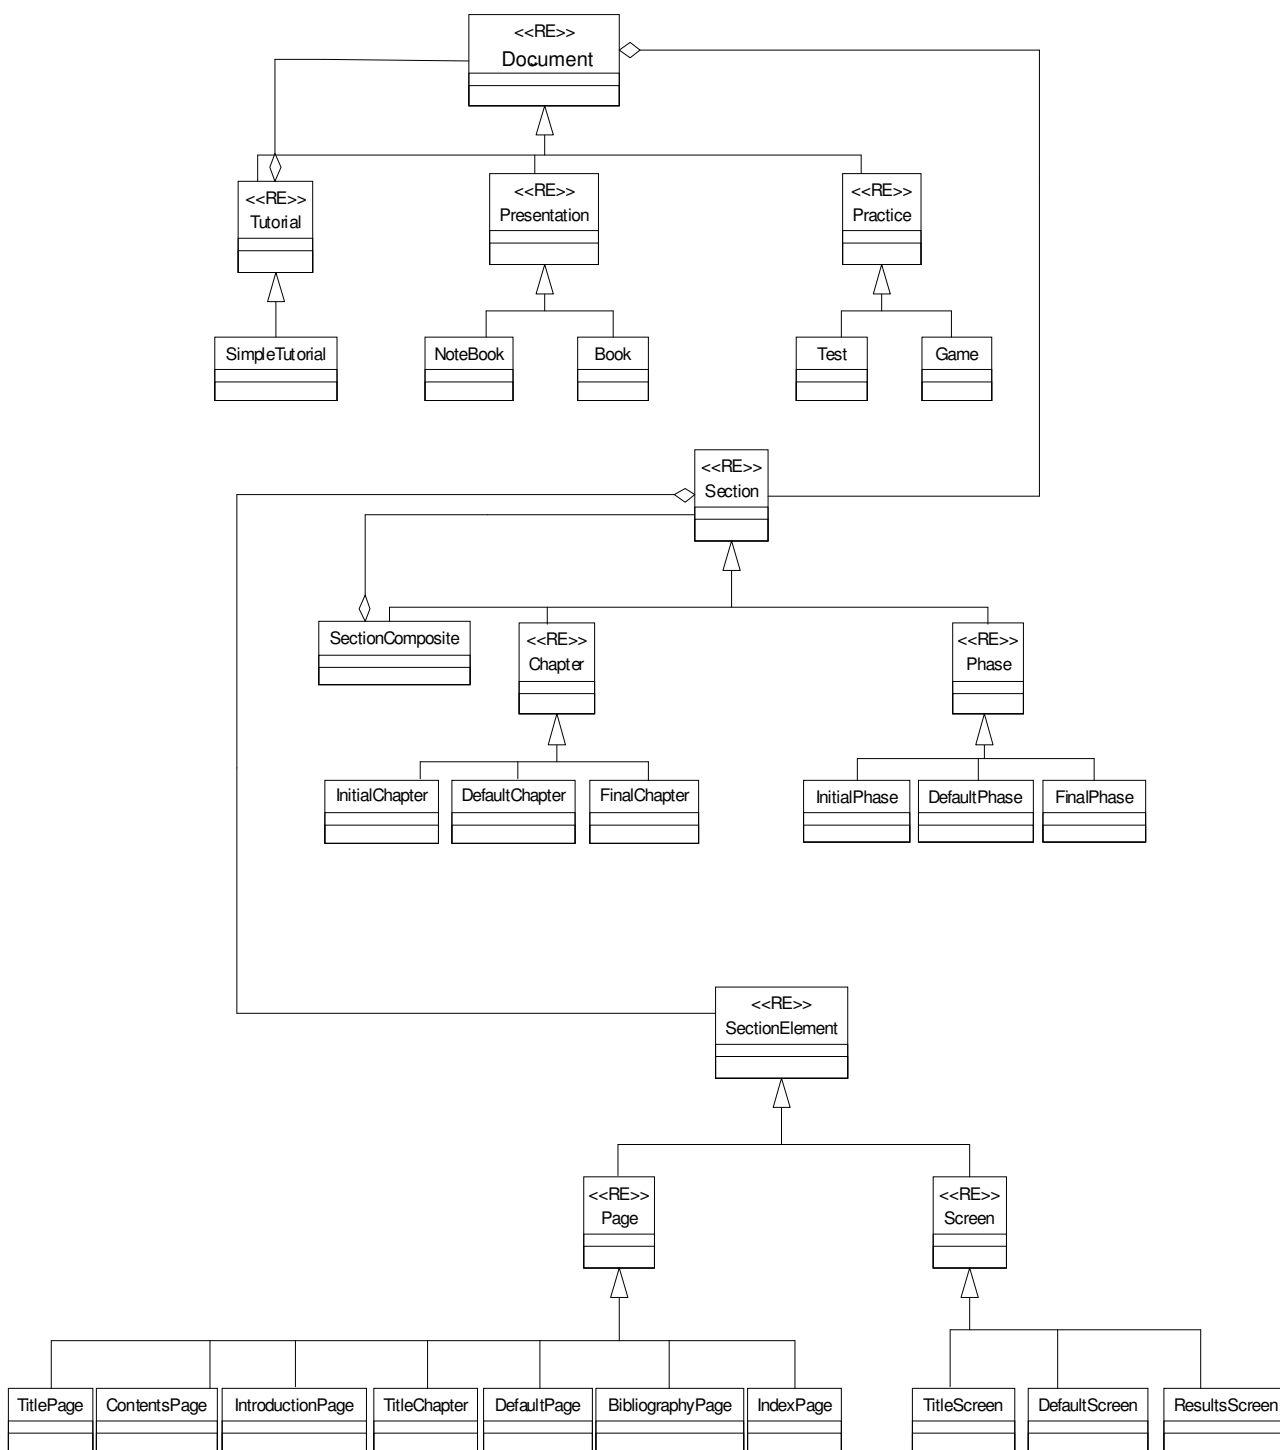 <<RE>>
Document
<<RE>>
Tutorial
<<RE>>
Presentation
<<RE>>
Practice
SimpleTutorial
NoteBook
Book
Test
Game
<<RE>>
Section
SectionComposite
<<RE>>
Chapter
<<RE>>
Phase
InitialChapter
DefaultChapter
FinalChapter
InitialPhase
DefaultPhase
FinalPhase
<<RE>>
SectionElement
<<RE>>
Page
<<RE>>
Screen
TitlePage
ContentsPage
IntroductionPage
TitleChapter
DefaultPage
BibliographyPage
IndexPage
TitleScreen
DefaultScreen
ResultsScreen